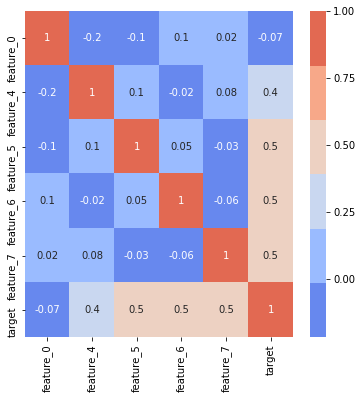 feature_0 1 -0.2 -0.1 0.1 0.02 -0.07
feature_4 -0.2 1 0.1 -0.02 0.08 0.4
feature_5 -0.1 0.1 1 0.05 -0.03 0.5
feature_6 0.1 -0.02 0.05 1 -0.06 0.5
feature_7 0.02 0.08 -0.03 -0.06 1 0.5
target -0.07 0.4 0.5 0.5 0.5 1
feature_0 feature_4 feature_5 feature_6 feature_7 target
1.00
0.75
0.50
0.25
0.00